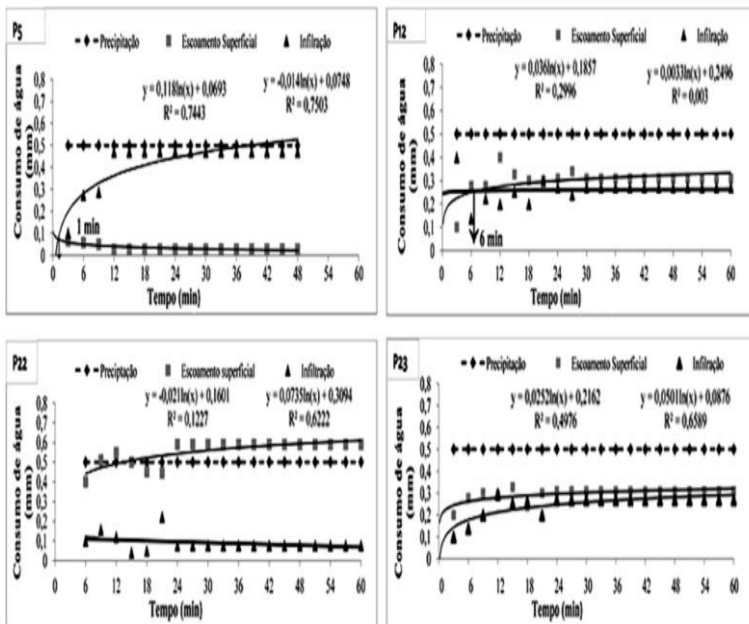 P5
Precipitação Escoamento Superficial Infilração
y = 0,118ln(x) + 0,0693 y = -0,014ln(x) + 0,0748
R² = 0.7443 R² = 0,7503
Consumo de água
(mm)
0,8
0,7
0,6
0,5
0,4
0,3
0,2
0,1
0
1 min
0 6 12 18 24 30 36 42 48 54 60
Tempo (min)
P12
Precipitação Escoamento Superficial Infiltração
y = 0,036ln(x) + 0,1857 y = 0,0033ln(x) + 0,2496
R² = 0,2996 R² = 0,003
Consumo de água
(mm)
0,8
0,7
0,6
0,5
0,4
0,3
0,2
0,1
0
6 min
0 6 12 18 24 30 36 42 48 54 60
Tempo (min)
P22
Precipitação Escoamento superficial Infiltração
y = -0,021ln(x) + 0,1601 y = 0,0735ln(x) + 0,3094
R² = 0,1227 R² = 0,6222
Consumo de água
(mm)
0,8
0,7
0,6
0,5
0,4
0,3
0,2
0,1
0
0 6 12 18 24 30 36 42 48 54 60
Tempo (min)
P23
Precipitação Escoamento Superficial Infiltração
y = 0,0252ln(x) + 0,2162 y = 0,0501ln(x) + 0,0876
R² = 0,4976 R² = 0,6589
Consumo de água
(mm)
0,8
0,7
0,6
0,5
0,4
0,3
0,2
0,1
0
0 6 12 18 24 30 36 42 48 54 60
Tempo (min)